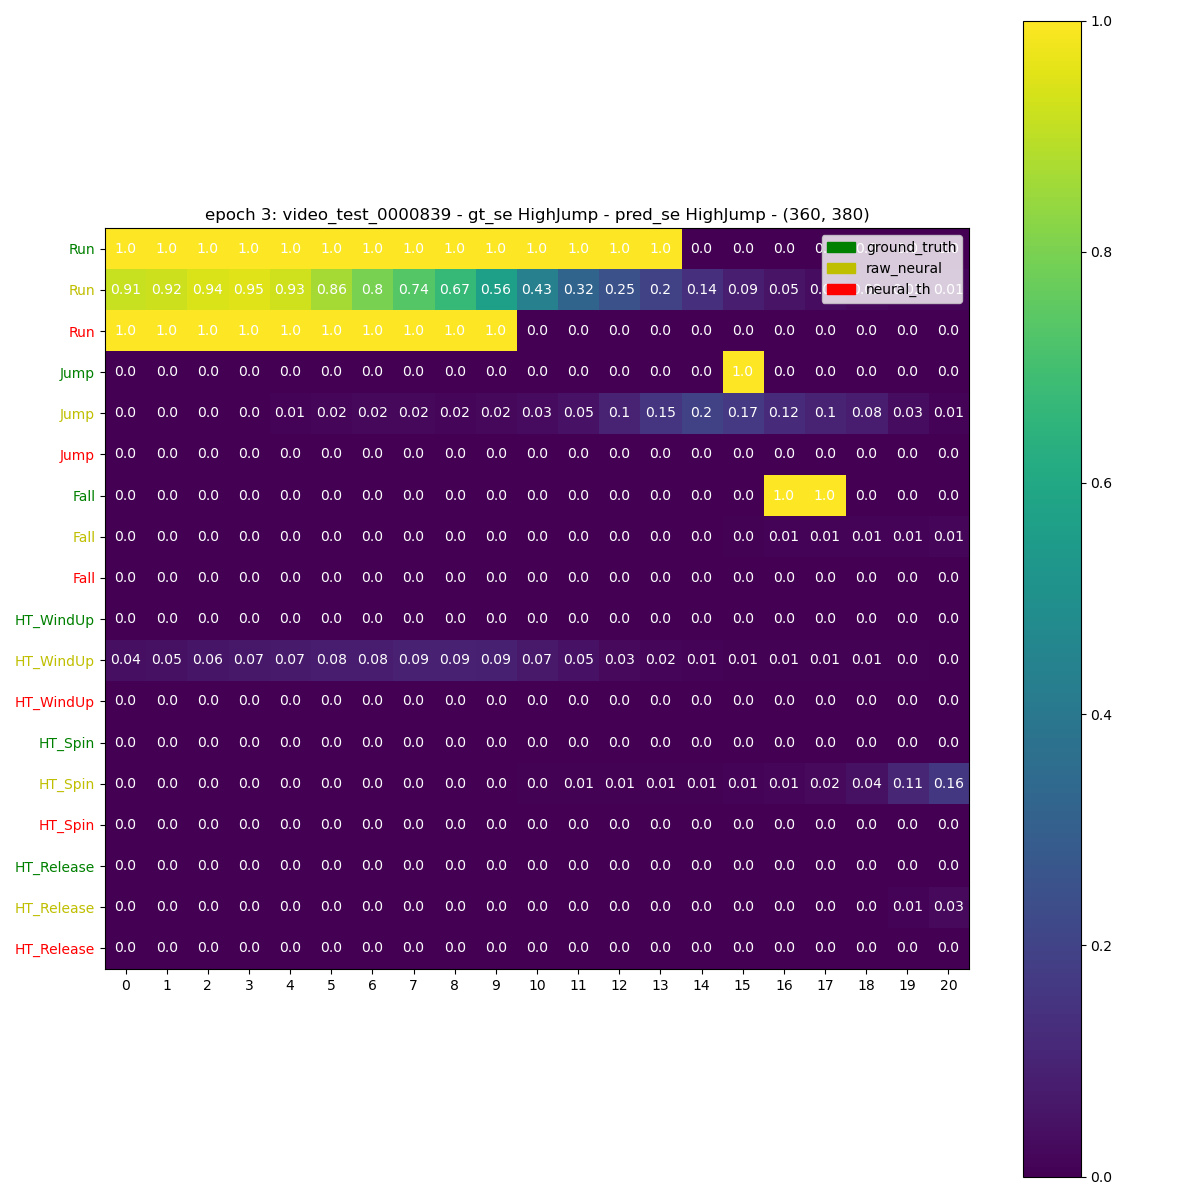 epoch 3: video_test_0000839 - gt_se HighJump - pred_se HighJump - (360, 380)
Run 1.0 1.0 1.0 1.0 1.0 1.0 1.0 1.0 1.0 1.0 1.0 1.0 1.0 1.0 0.0 0.0 0.0
Run 0.91 0.92 0.94 0.95 0.93 0.86 0.8 0.74 0.67 0.56 0.43 0.32 0.25 0.2 0.14 0.09 0.05 0.01
Run 1.0 1.0 1.0 1.0 1.0 1.0 1.0 1.0 1.0 1.0 0.0 0.0 0.0 0.0 0.0 0.0 0.0 0.0 0.0 0.0 0.0
Jump 0.0 0.0 0.0 0.0 0.0 0.0 0.0 0.0 0.0 0.0 0.0 0.0 0.0 0.0 0.0 1.0 0.0 0.0 0.0 0.0 0.0
Jump 0.0 0.0 0.0 0.0 0.01 0.02 0.02 0.02 0.02 0.02 0.03 0.05 0.1 0.15 0.2 0.17 0.12 0.1 0.08 0.03 0.01
Jump 0.0 0.0 0.0 0.0 0.0 0.0 0.0 0.0 0.0 0.0 0.0 0.0 0.0 0.0 0.0 0.0 0.0 0.0 0.0 0.0 0.0
Fall 0.0 0.0 0.0 0.0 0.0 0.0 0.0 0.0 0.0 0.0 0.0 0.0 0.0 0.0 0.0 0.0 1.0 1.0 0.0 0.0 0.0
Fall 0.0 0.0 0.0 0.0 0.0 0.0 0.0 0.0 0.0 0.0 0.0 0.0 0.0 0.0 0.0 0.0 0.01 0.01 0.01 0.01 0.01
Fall 0.0 0.0 0.0 0.0 0.0 0.0 0.0 0.0 0.0 0.0 0.0 0.0 0.0 0.0 0.0 0.0 0.0 0.0 0.0 0.0 0.0
HT_WindUp 0.0 0.0 0.0 0.0 0.0 0.0 0.0 0.0 0.0 0.0 0.0 0.0 0.0 0.0 0.0 0.0 0.0 0.0 0.0 0.0 0.0
HT_WindUp 0.04 0.05 0.06 0.07 0.07 0.08 0.08 0.09 0.09 0.09 0.07 0.05 0.03 0.02 0.01 0.01 0.01 0.01 0.01 0.0 0.0
HT_WindUp 0.0 0.0 0.0 0.0 0.0 0.0 0.0 0.0 0.0 0.0 0.0 0.0 0.0 0.0 0.0 0.0 0.0 0.0 0.0 0.0 0.0
HT_Spin 0.0 0.0 0.0 0.0 0.0 0.0 0.0 0.0 0.0 0.0 0.0 0.0 0.0 0.0 0.0 0.0 0.0 0.0 0.0 0.0 0.0
HT_Spin 0.0 0.0 0.0 0.0 0.0 0.0 0.0 0.0 0.0 0.0 0.0 0.01 0.01 0.01 0.01 0.01 0.01 0.02 0.04 0.11 0.16
HT_Spin 0.0 0.0 0.0 0.0 0.0 0.0 0.0 0.0 0.0 0.0 0.0 0.0 0.0 0.0 0.0 0.0 0.0 0.0 0.0 0.0 0.0
HT_Release 0.0 0.0 0.0 0.0 0.0 0.0 0.0 0.0 0.0 0.0 0.0 0.0 0.0 0.0 0.0 0.0 0.0 0.0 0.0 0.0 0.0
HT_Release 0.0 0.0 0.0 0.0 0.0 0.0 0.0 0.0 0.0 0.0 0.0 0.0 0.0 0.0 0.0 0.0 0.0 0.0 0.0 0.01 0.03
HT_Release 0.0 0.0 0.0 0.0 0.0 0.0 0.0 0.0 0.0 0.0 0.0 0.0 0.0 0.0 0.0 0.0 0.0 0.0 0.0 0.0 0.0
0 1 2 3 4 5 6 7 8 9 10 11 12 13 14 15 16 17 18 19 20
ground_truth
raw_neural
neural_th
1.0
0.8
0.6
0.4
0.2
0.0